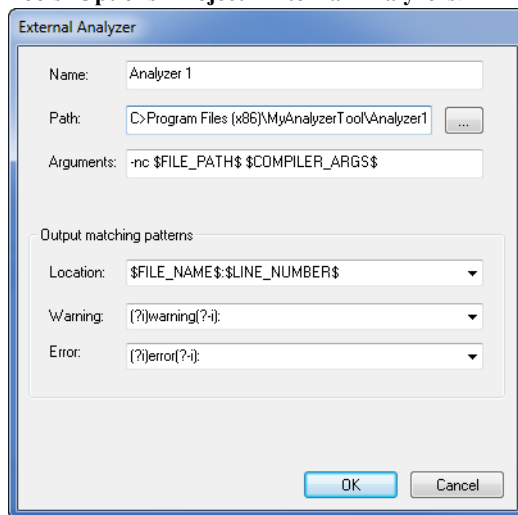 External Analyzer
Name: Analyzer 1
Path: C>Program Files (x86)\MyAnalyzerTool\Analyzer1 ...
Arguments: -nc $FILE_PATH$ $COMPILER_ARGS$
Output matching patterns
Location: $FILE_NAME$:$LINE_NUMBER$
Warning: (?i)warning(?-i):
Error: (?i)error(?-i):
OK Cancel